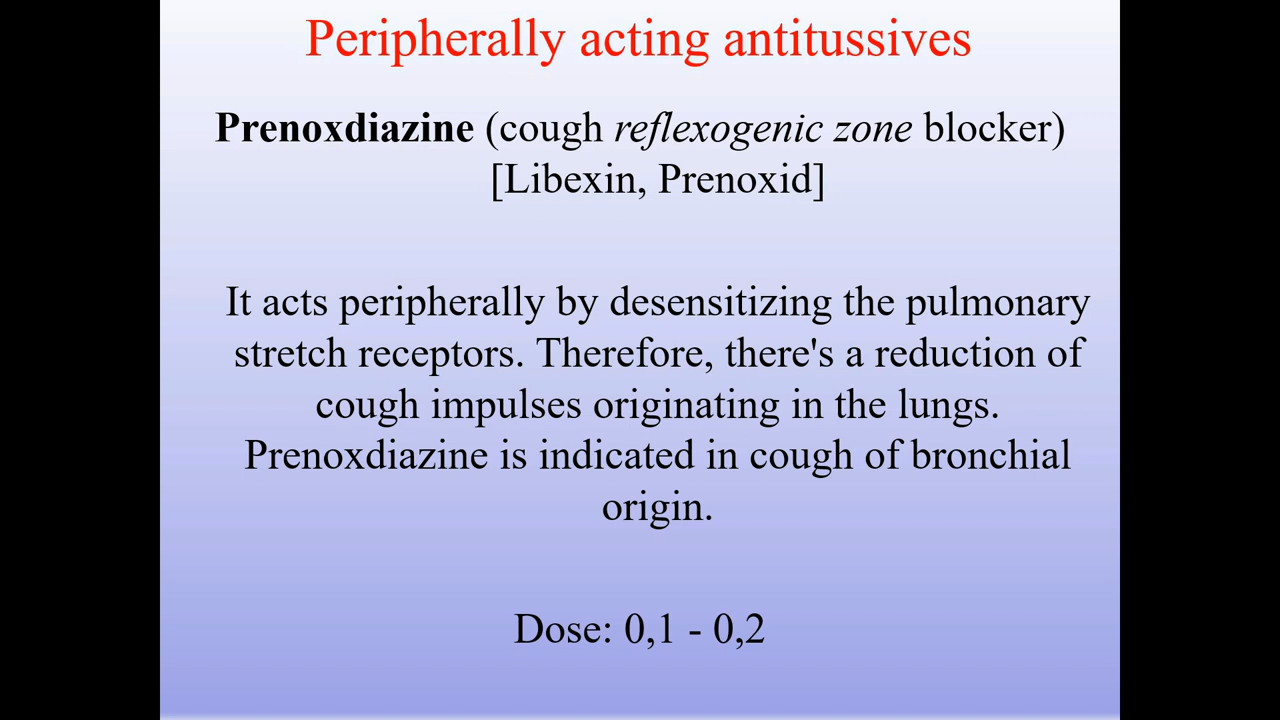 Peripherally acting antitussives
Prenoxdiazine (cough reflexogenic zone blocker)
[Libexin, Prenoxid]
It acts peripherally by desensitizing the pulmonary
stretch receptors. Therefore, there's a reduction of
cough impulses originating in the lungs.
Prenoxdiazine is indicated in cough of bronchial
origin.
Dose: 0,1 - 0,2